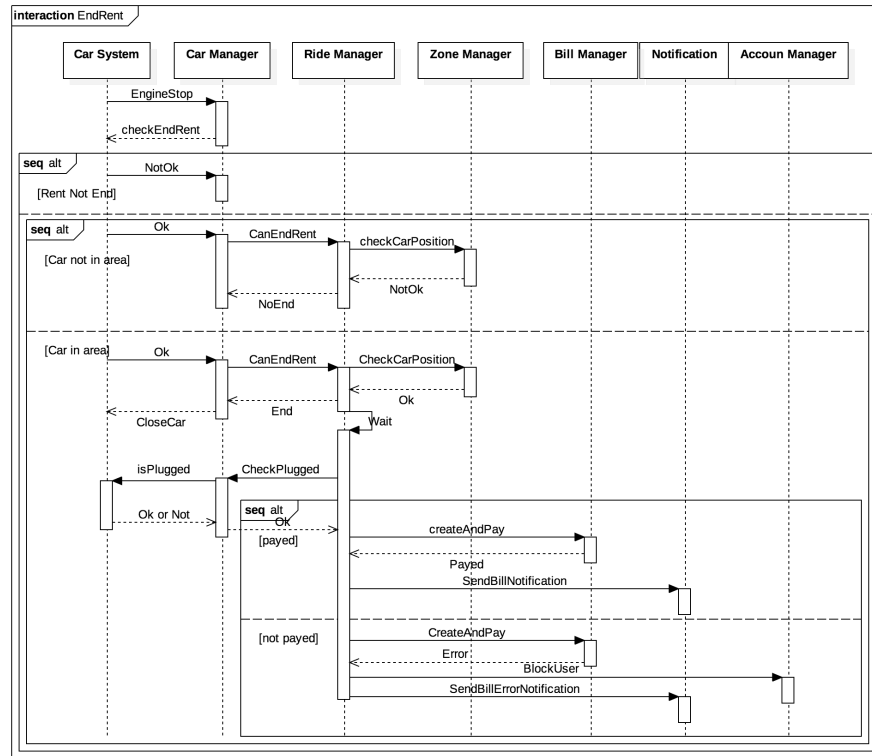 interaction EndRent
Car System
Car Manager
Ride Manager
Zone Manager
Bill Manager
Notification
Accoun Manager
EngineStop
checkEndRent
seq alt
NotOk
[Rent Not End]
seq alt
Ok
CanEndRent
checkCarPosition
[Car not in area]
NotOk
NoEnd
[Car in area]
Ok
CanEndRent
CheckCarPosition
Ok
End
CloseCar
Wait
isPlugged
CheckPlugged
seq alt
Ok or Not
Ok
[payed]
createAndPay
Payed
SendBillNotification
[not payed]
CreateAndPay
Error
BlockUser
SendBillErrorNotification